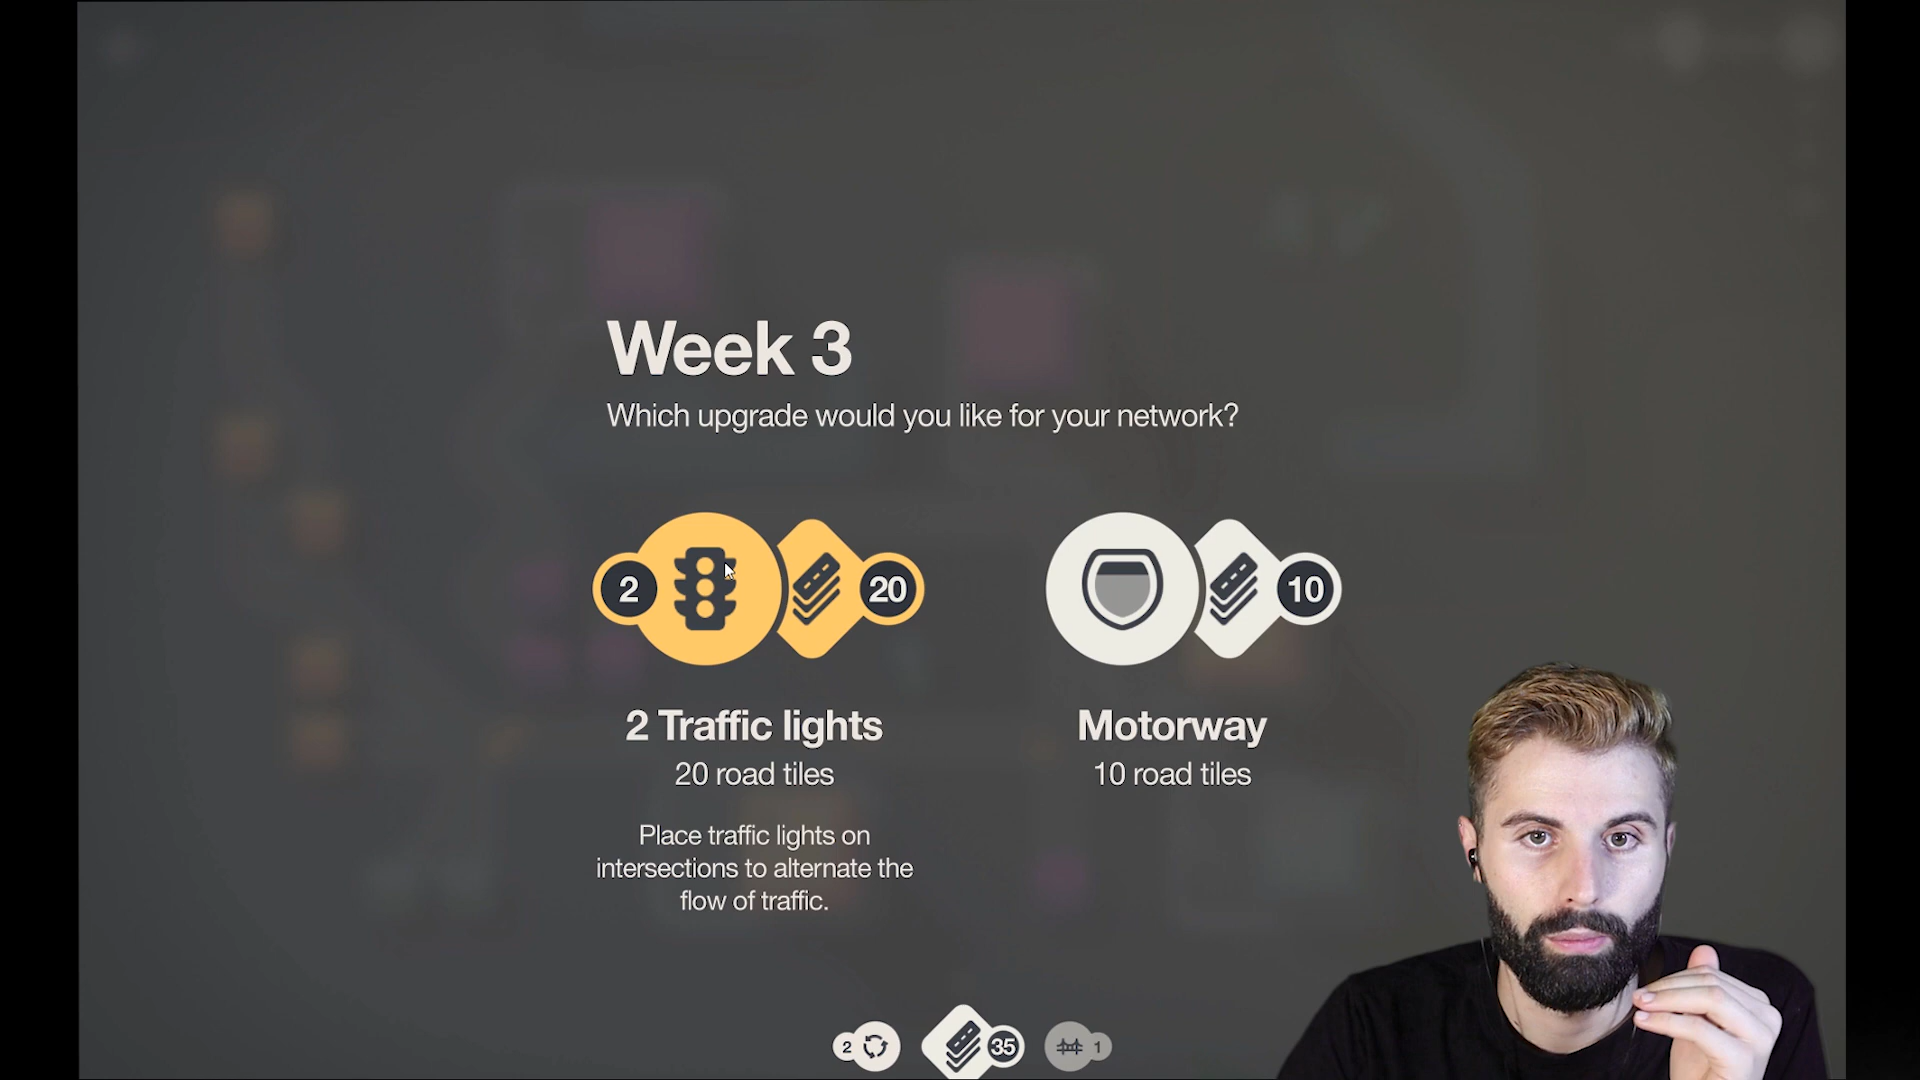 Week 3
Which upgrade would you like for your network?
2 20
10
2 Traffic lights
20 road tiles
Place traffic lights on
intersections to alternate the
flow of traffic.
Motorway
10 road tiles
2 35 1